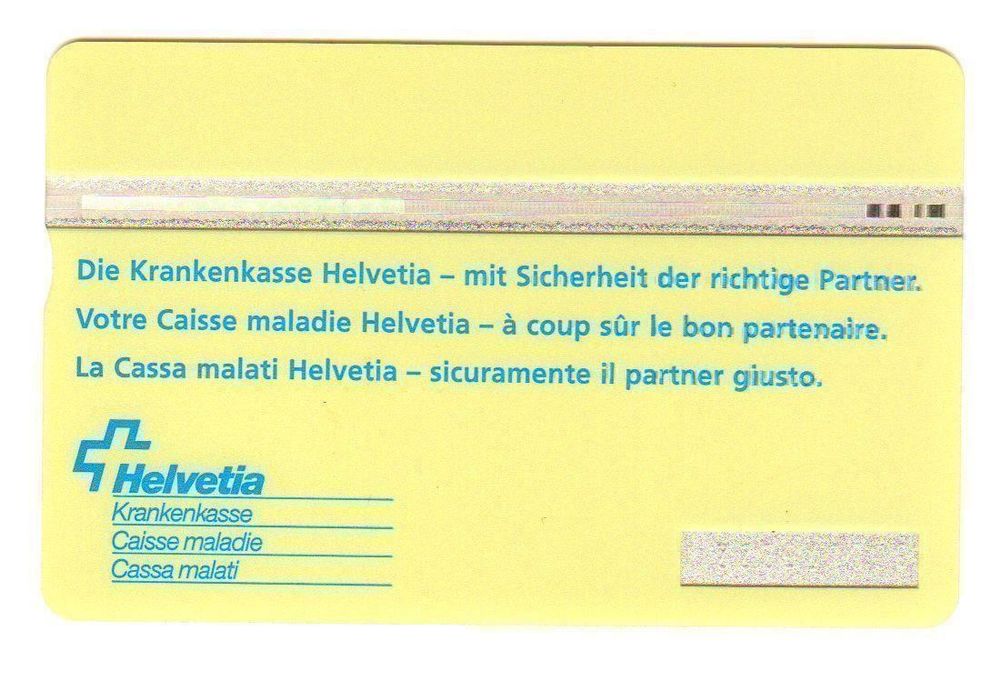 Die Krankenkasse Helvetia – mit Sicherheit der richtige Partner.
Votre Caisse maladie Helvetia – à coup sûr le bon partenaire.
La Cassa malati Helvetia – sicuramente il partner giusto.
Helvetia
Krankenkasse
Caisse maladie
Cassa malati